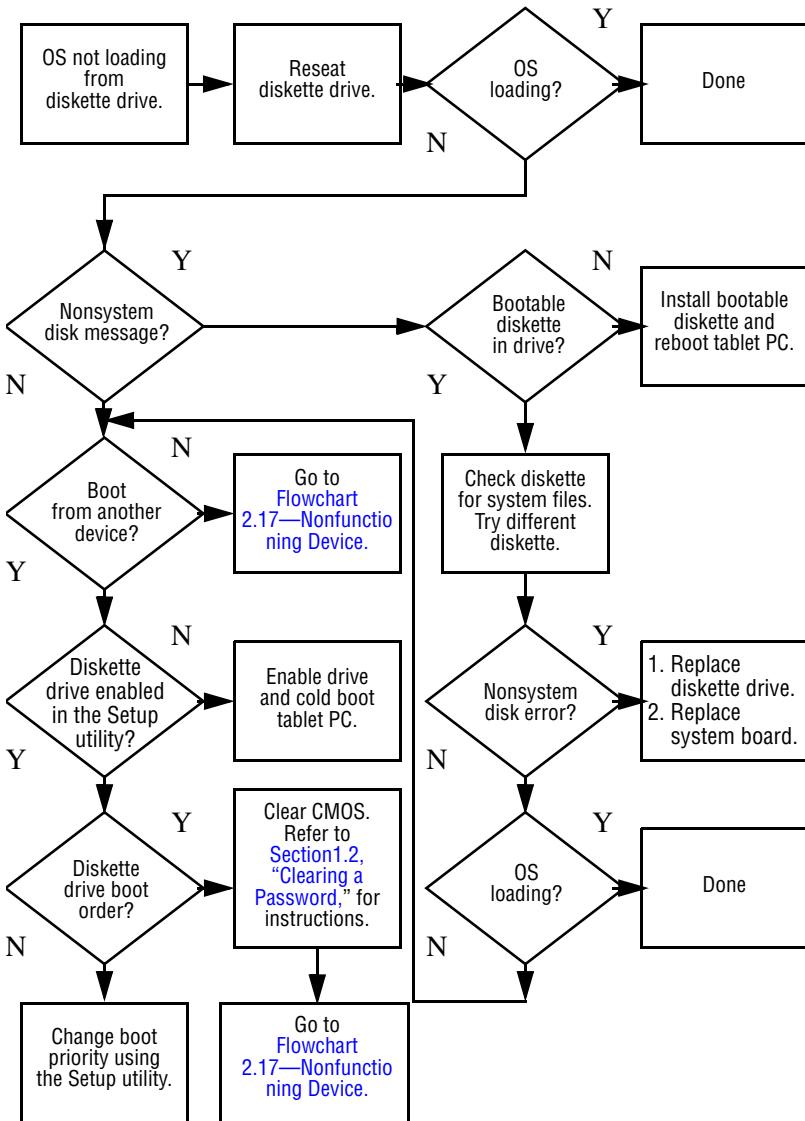 OS not loading
from
diskette drive.
Reseat
diskette drive.
OS
loading?
Y
N
Done
Nonsystem
disk message?
Y
N
Bootable
diskette
in drive?
N
Y
Install bootable
diskette and
reboot tablet PC.
Boot
from another
device?
N
Y
Go to
Flowchart
2.17—Nonfunctio
ning Device.
Check diskette
for system files.
Try different
diskette.
Diskette
drive enabled
in the Setup
utility?
N
Y
Enable drive
and cold boot
tablet PC.
Nonsystem
disk error?
Y
N
1. Replace
diskette drive.
2. Replace
system board.
Diskette
drive boot
order?
Y
N
Clear CMOS.
Refer to
Section1.2,
“Clearing a
Password,” for
instructions.
OS
loading?
Y
N
Done
Change boot
priority using
the Setup utility.
Go to
Flowchart
2.17—Nonfunctio
ning Device.